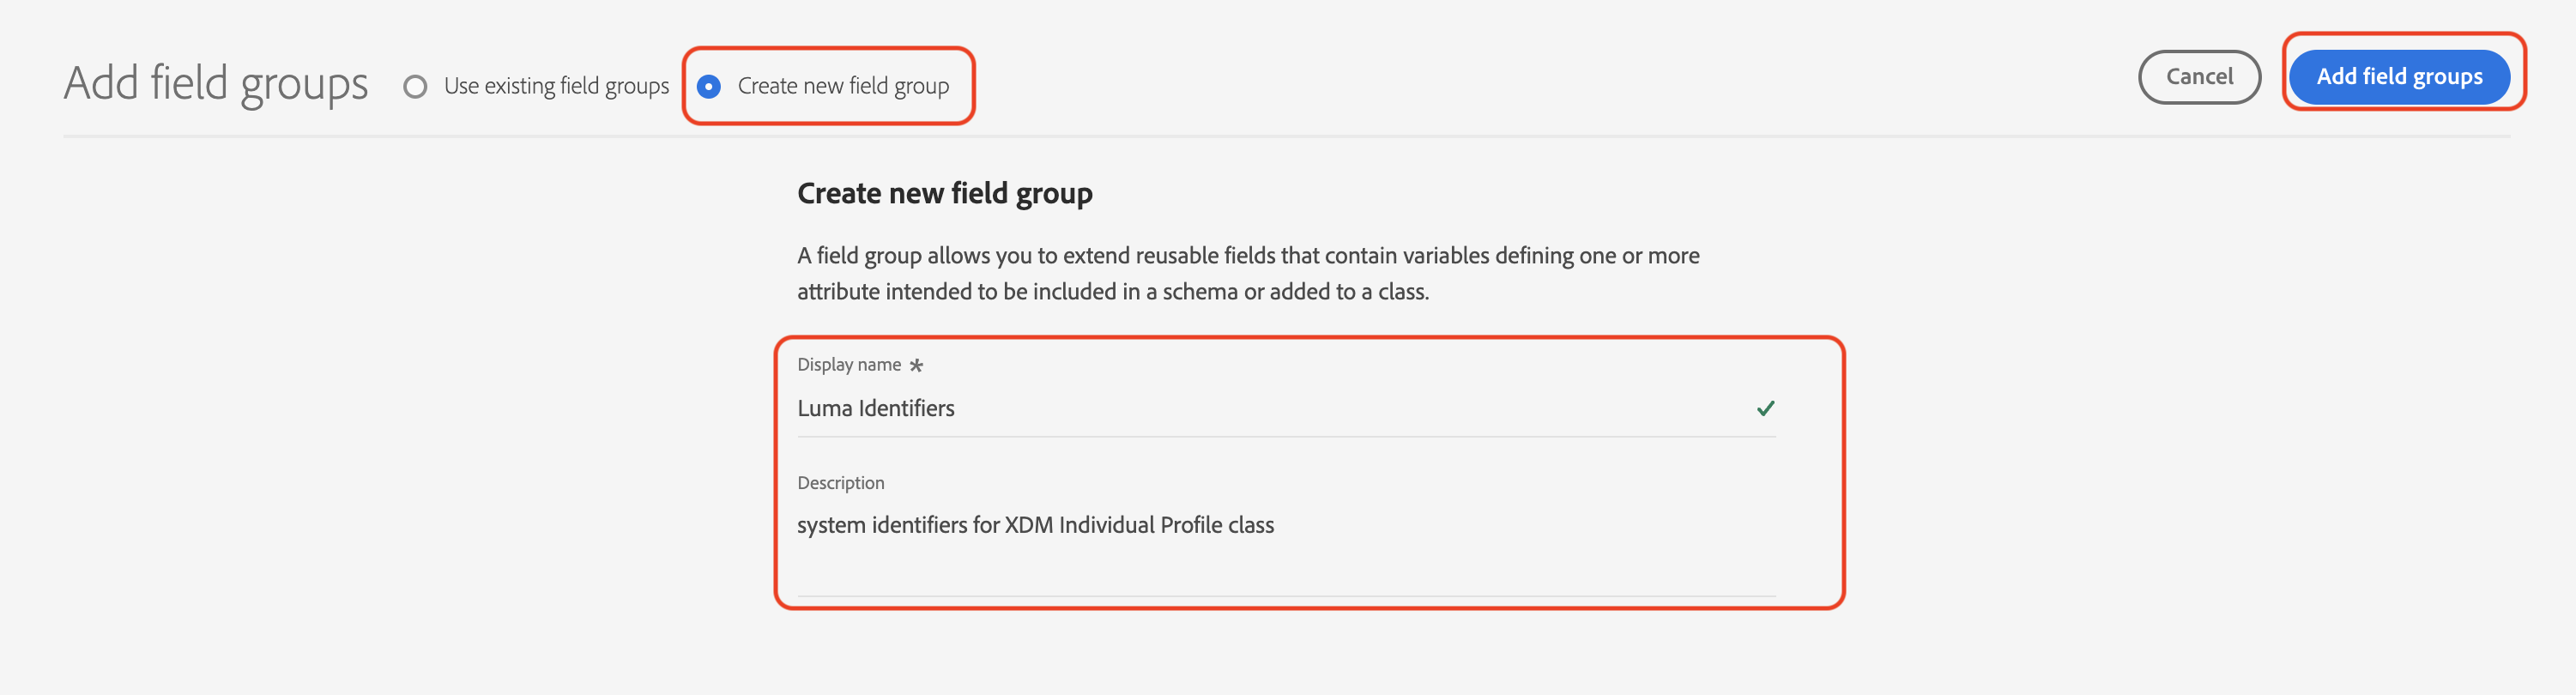 Add field groups
Use existing field groups
Create new field group
Cancel
Add field groups
Create new field group
A field group allows you to extend reusable fields that contain variables defining one or more
attribute intended to be included in a schema or added to a class.
Display name *
Luma Identifiers
Description
system identifiers for XDM Individual Profile class